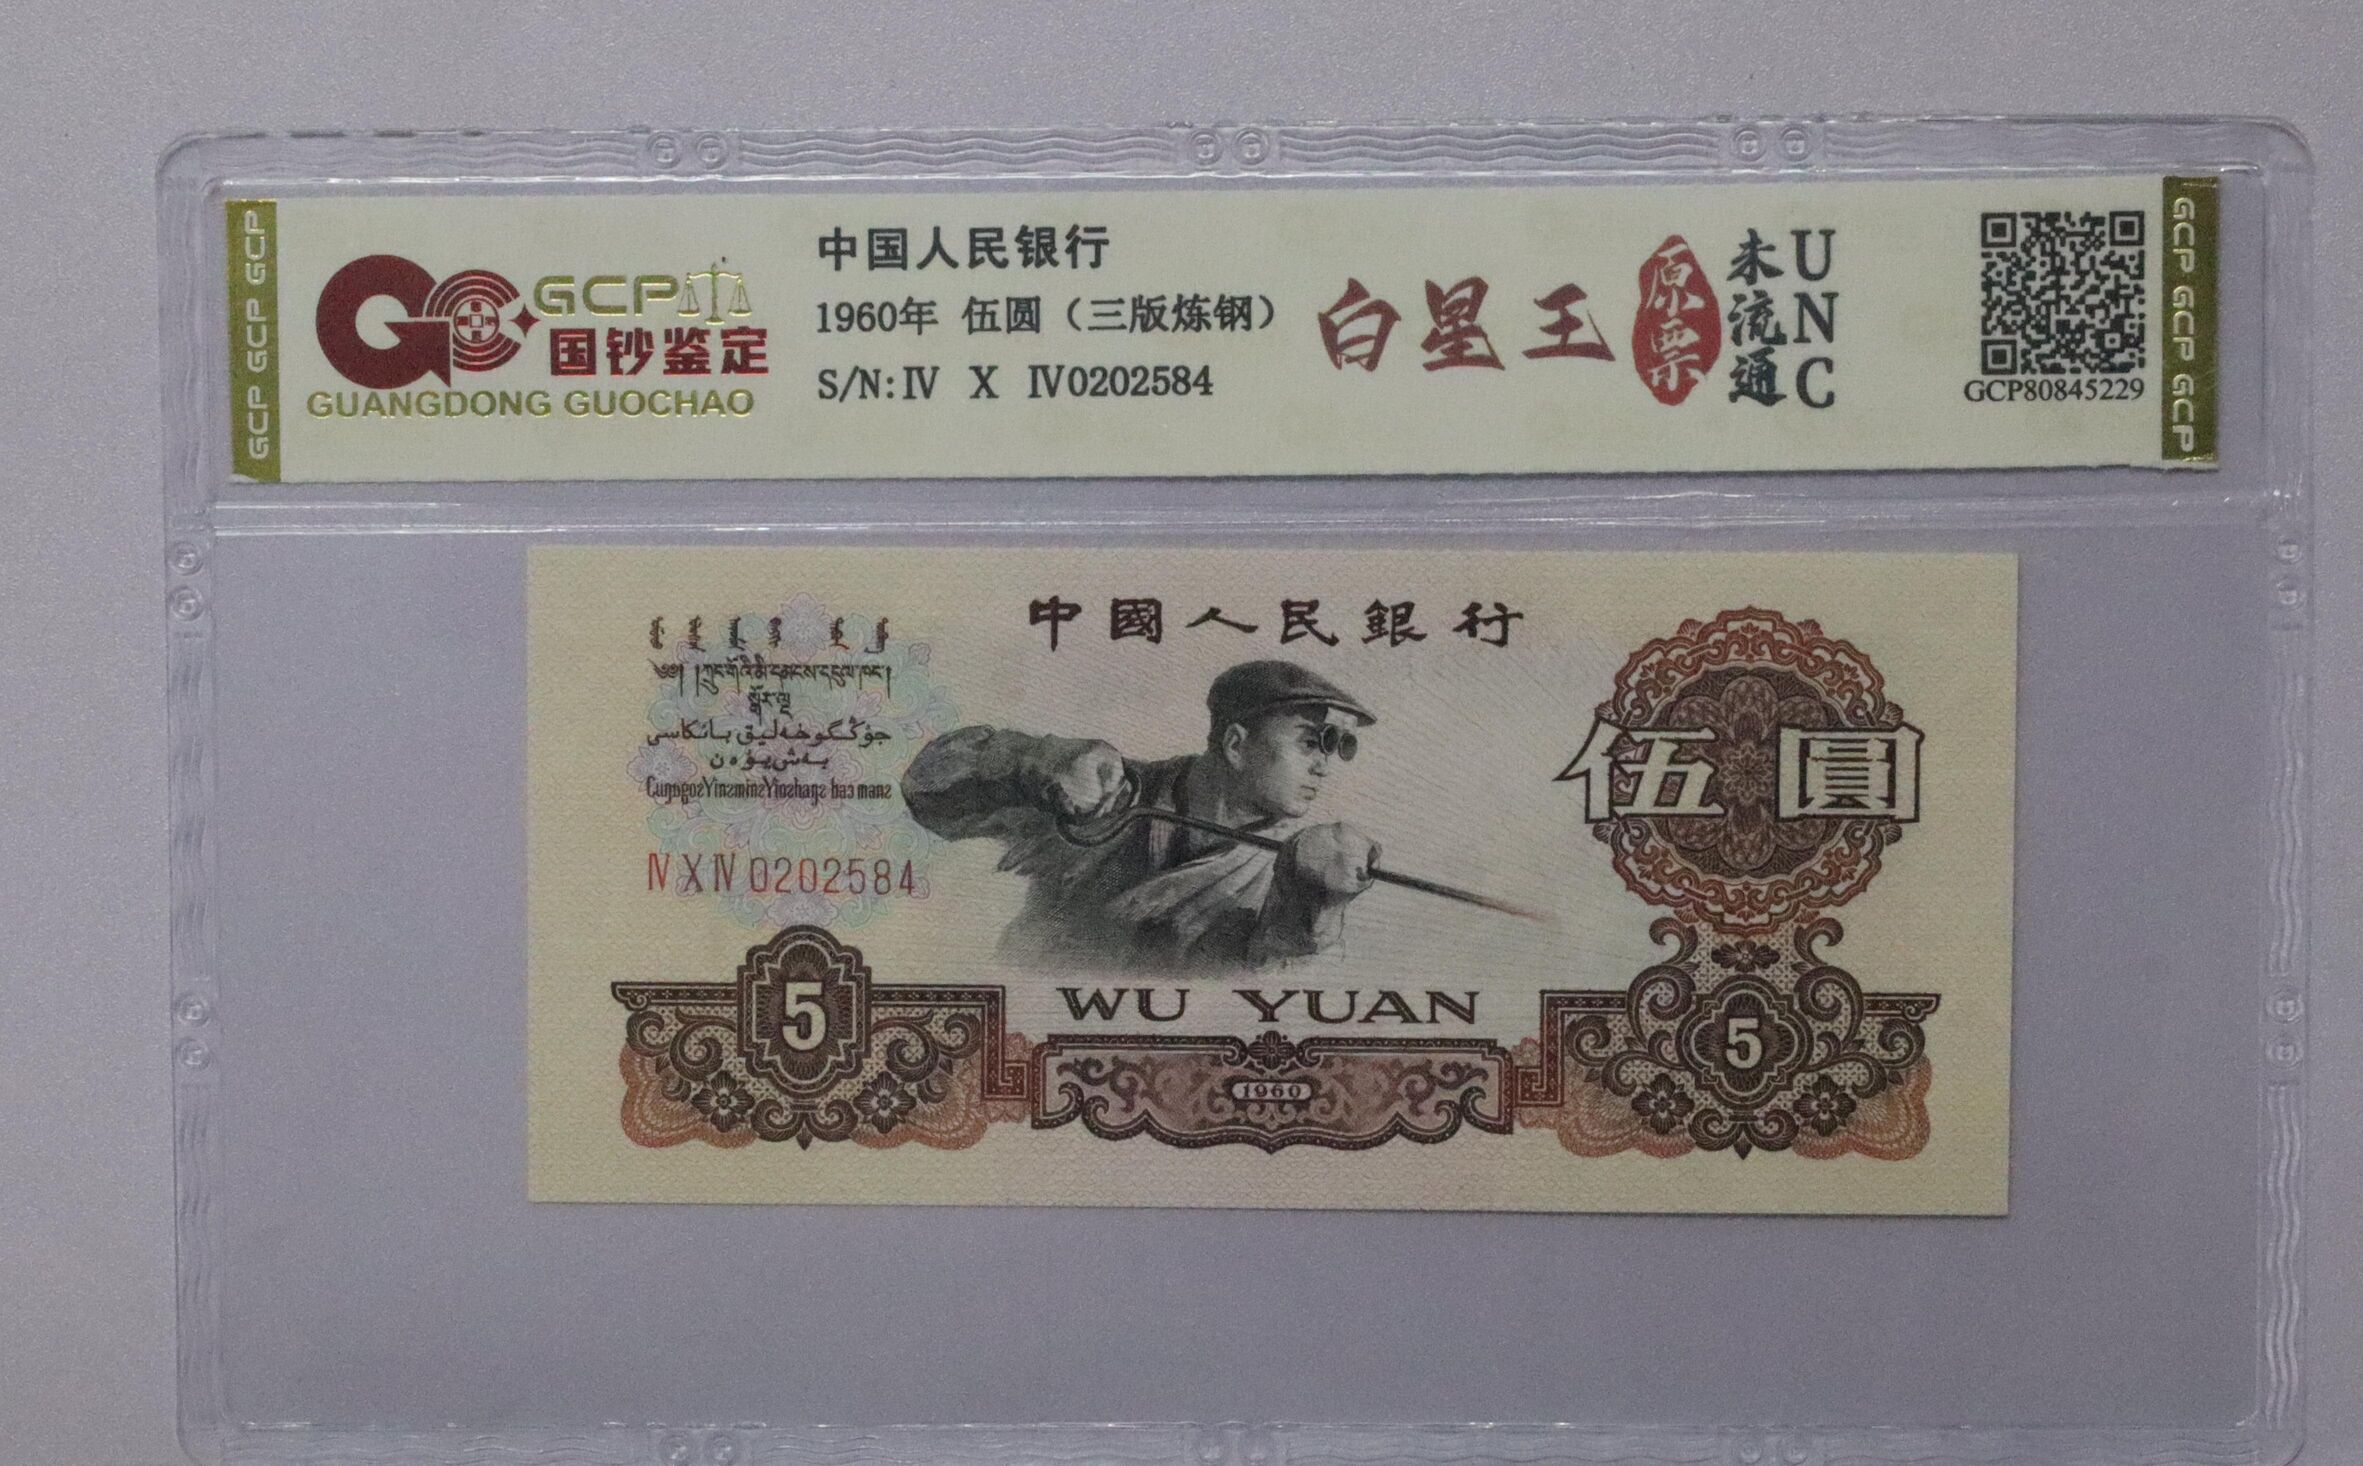 GCP GCP GCP
GCP
国钞鉴定
GUANGDONG GUOCHAO
中国人民银行
1960年 伍圆（三版炼钢）
S/N: Ⅳ X Ⅳ0202584
白星王
原票
未流通
UNC
GCP80845229
GCP GCP GCP
中國人民銀行
ⅣⅩⅣ0202584
伍圓
5
WU YUAN
5
1960